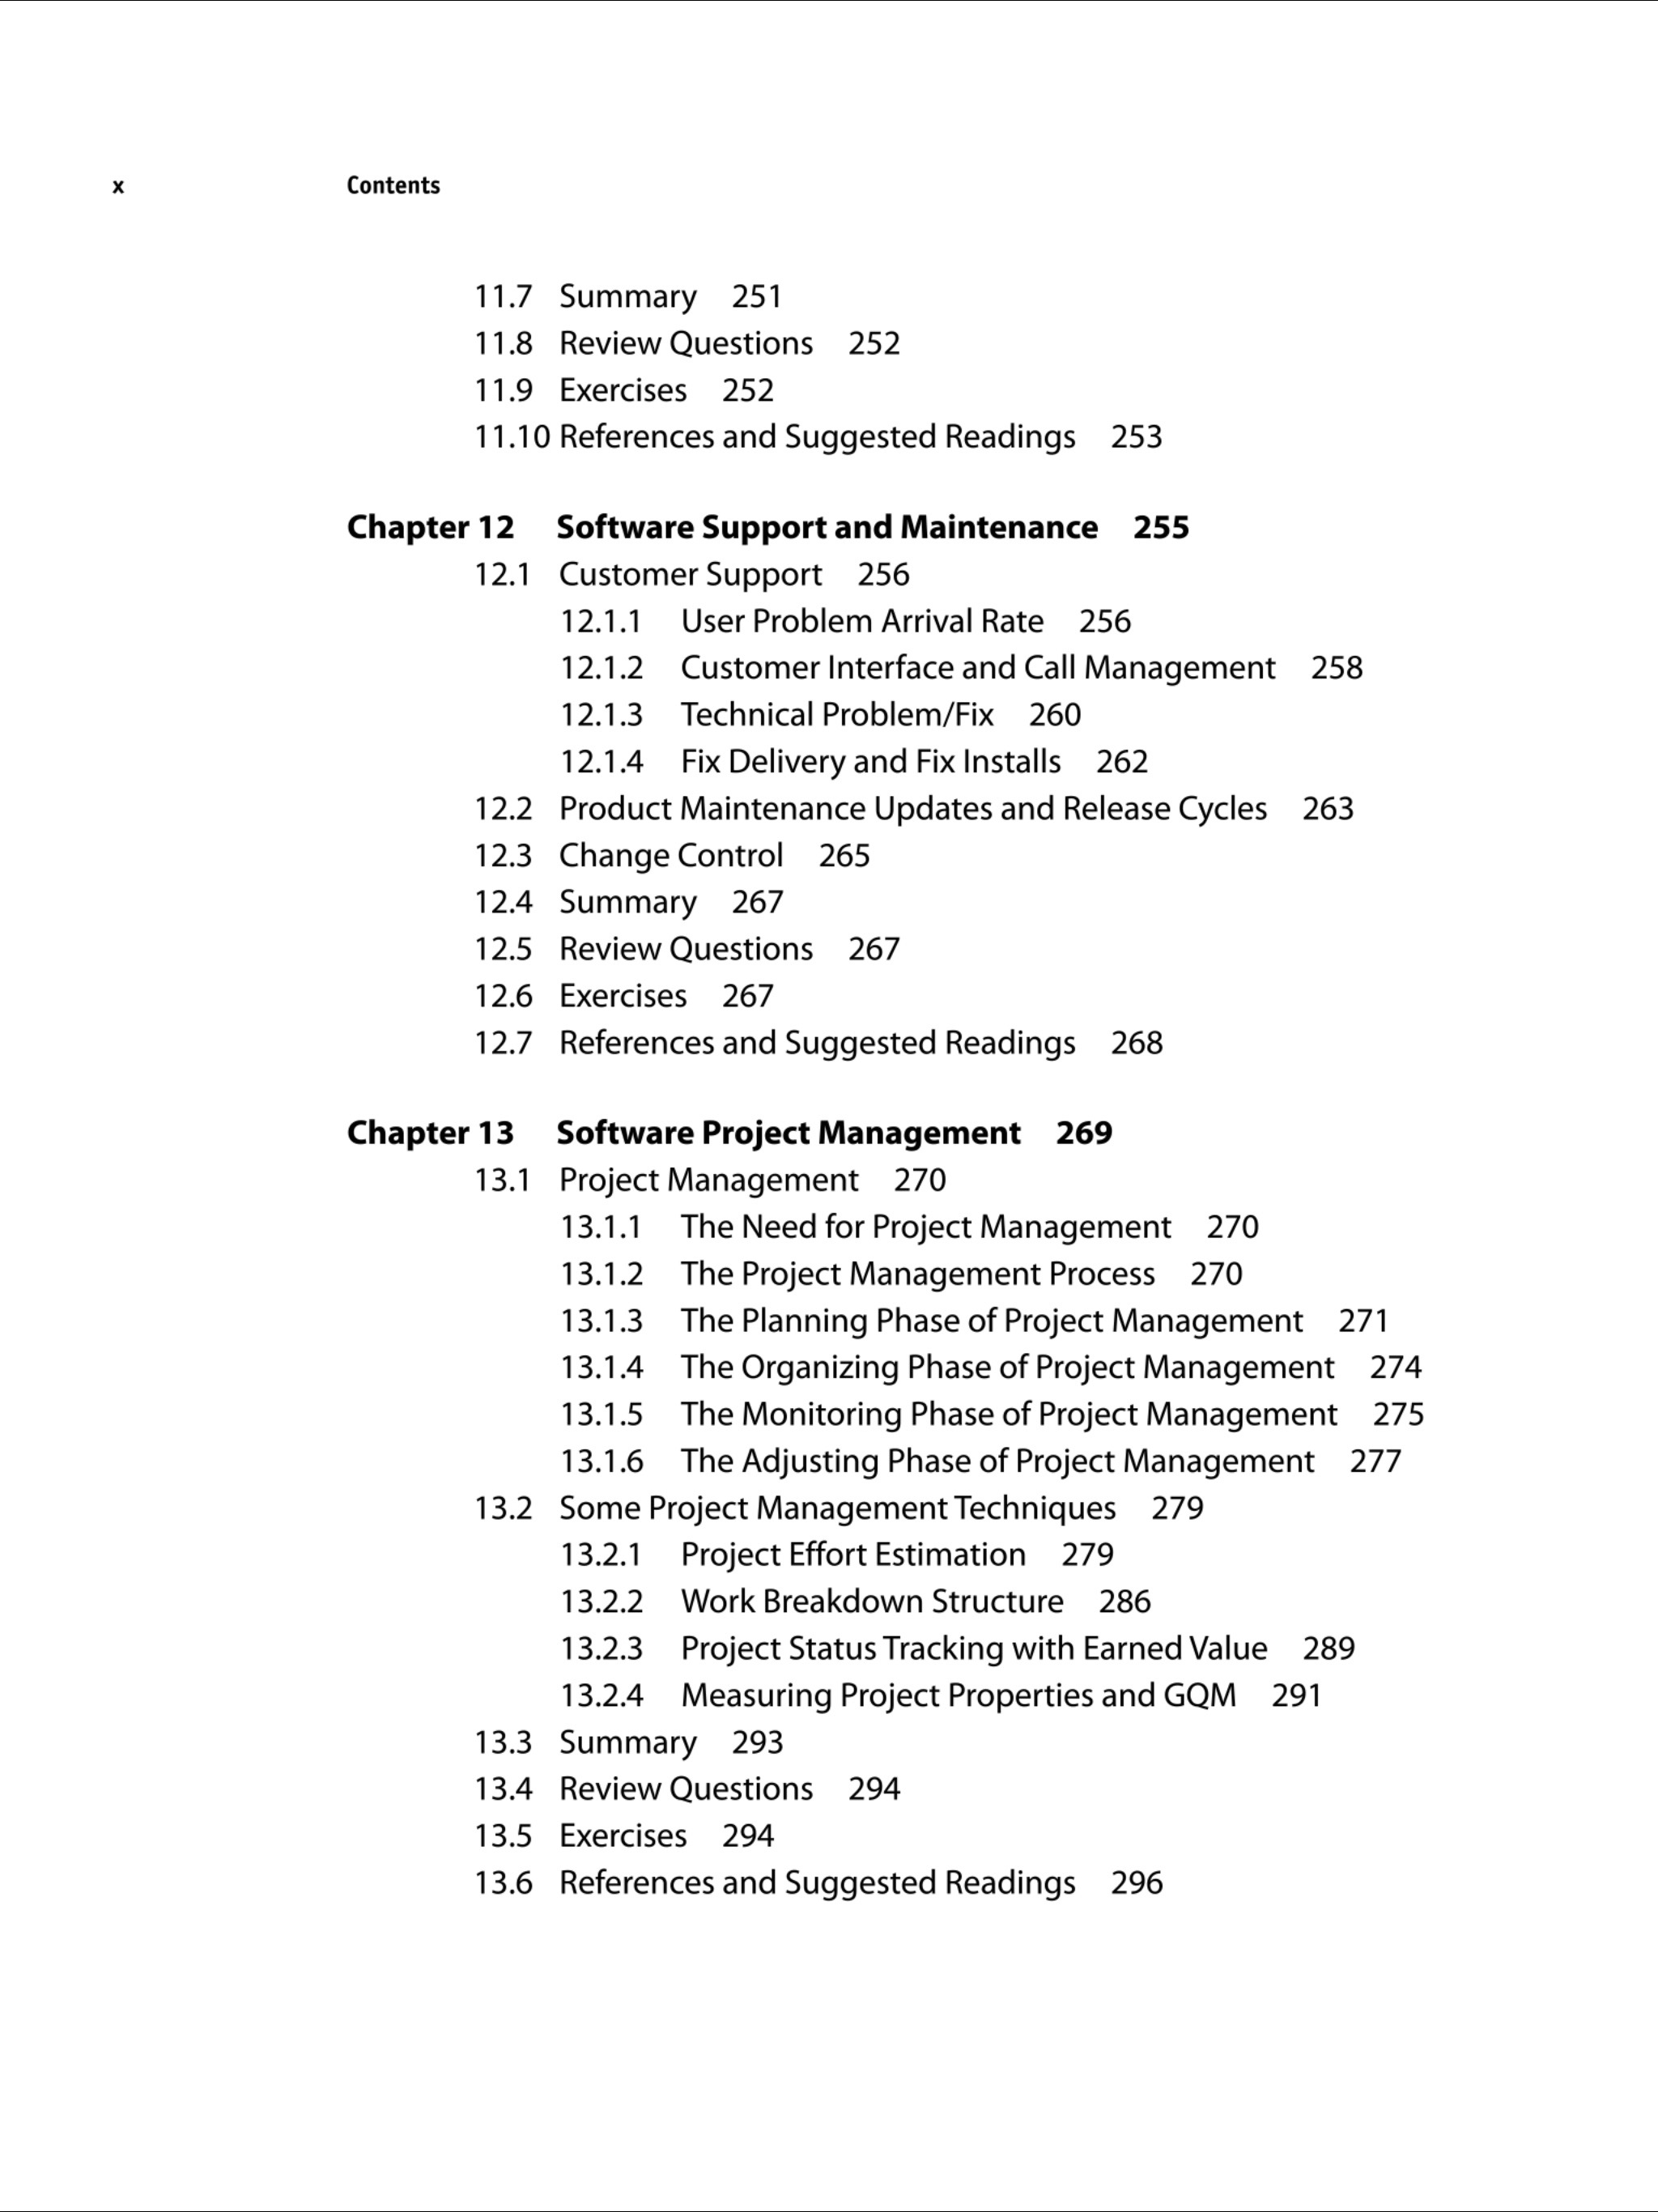 x Contents
11.7 Summary 251
11.8 Review Questions 252
11.9 Exercises 252
11.10 References and Suggested Readings 253
Chapter 12 Software Support and Maintenance 255
12.1 Customer Support 256
12.1.1 User Problem Arrival Rate 256
12.1.2 Customer Interface and Call Management 258
12.1.3 Technical Problem/Fix 260
12.1.4 Fix Delivery and Fix Installs 262
12.2 Product Maintenance Updates and Release Cycles 263
12.3 Change Control 265
12.4 Summary 267
12.5 Review Questions 267
12.6 Exercises 267
12.7 References and Suggested Readings 268
Chapter 13 Software Project Management 269
13.1 Project Management 270
13.1.1 The Need for Project Management 270
13.1.2 The Project Management Process 270
13.1.3 The Planning Phase of Project Management 271
13.1.4 The Organizing Phase of Project Management 274
13.1.5 The Monitoring Phase of Project Management 275
13.1.6 The Adjusting Phase of Project Management 277
13.2 Some Project Management Techniques 279
13.2.1 Project Effort Estimation 279
13.2.2 Work Breakdown Structure 286
13.2.3 Project Status Tracking with Earned Value 289
13.2.4 Measuring Project Properties and GQM 291
13.3 Summary 293
13.4 Review Questions 294
13.5 Exercises 294
13.6 References and Suggested Readings 296